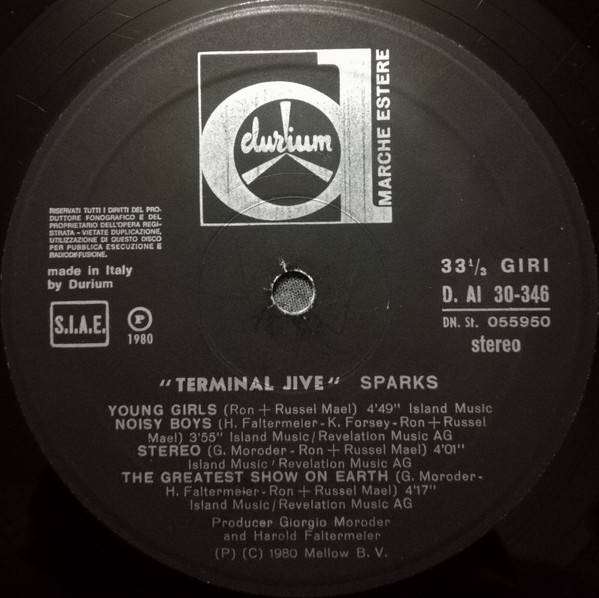 durium
MARCHE ESTERE
RISERVATI TUTTI I DIRITTI DEL PRO-
DUTTORE FONOGRAFICO E DEL
PROPRIETARIO DELL'OPERA REGI-
STRATA - VIETATE DUPLICAZIONE,
UTILIZZAZIONE DI QUESTO DISCO
PER PUBBLICA ESECUZIONE E
RADIODIFFUSIONE.
made in Italy
by Durium
S.I.A.E.
P
1980
33 1/3 GIRI
D. AI 30-346
DN. St. 055950
stereo
"TERMINAL JIVE" SPARKS
YOUNG GIRLS (Ron + Russel Mael) 4'49" Island Music
NOISY BOYS (H. Faltermeier - K. Forsey - Ron + Russel
Mael) 3'55" Island Music/Revelation Music AG
STEREO (G. Moroder - Ron + Russel Mael) 4'01"
Island Music/Revelation Music AG
THE GREATEST SHOW ON EARTH (G. Moroder-
H. Faltermeier - Ron + Russel Mael) 4'17"
Island Music/Revelation Music AG
Producer Giorgio Moroder
and Harold Faltermeier
(P) (C) 1980 Mellow B. V.